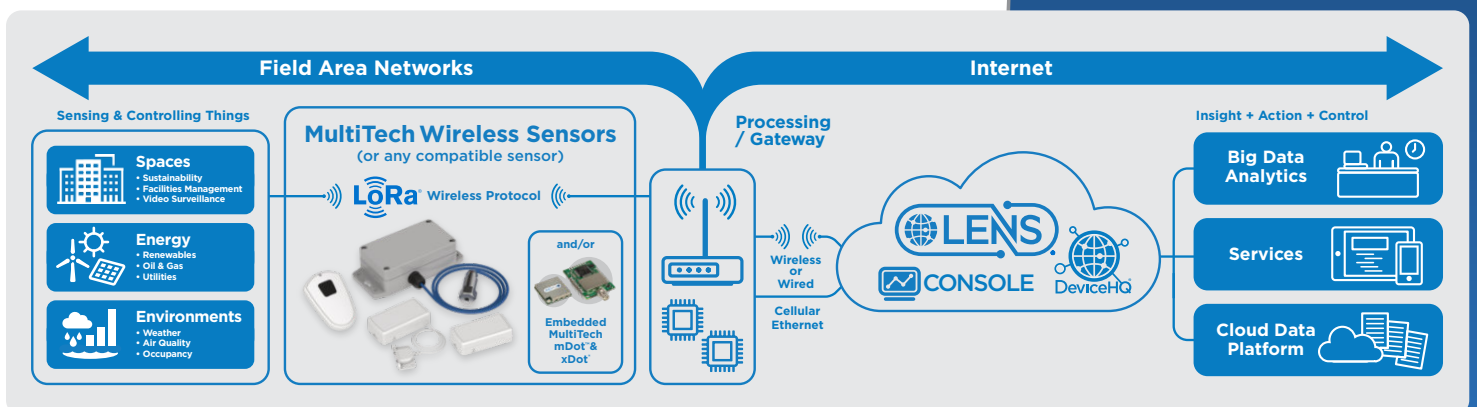 Field Area Networks
Internet
Sensing & Controlling Things
Spaces
• Sustainability
• Facilities Management
• Video Surveillance
Energy
• Renewables
• Oil & Gas
• Utilities
Environments
• Weather
• Air Quality
• Occupancy
MultiTech Wireless Sensors
(or any compatible sensor)
LoRa® Wireless Protocol
and/or
Embedded
MultiTech
mDot™ &
xDot®
Processing
/ Gateway
Wireless
or
Wired
Cellular
Ethernet
LENS
CONSOLE
DeviceHQ®
Insight + Action + Control
Big Data
Analytics
Services
Cloud Data
Platform